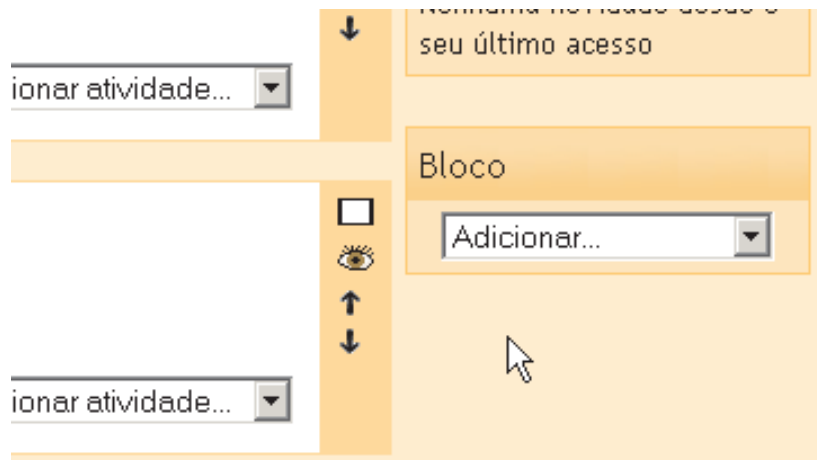 seu último acesso
ionar atividade...
Bloco
Adicionar...
ionar atividade...